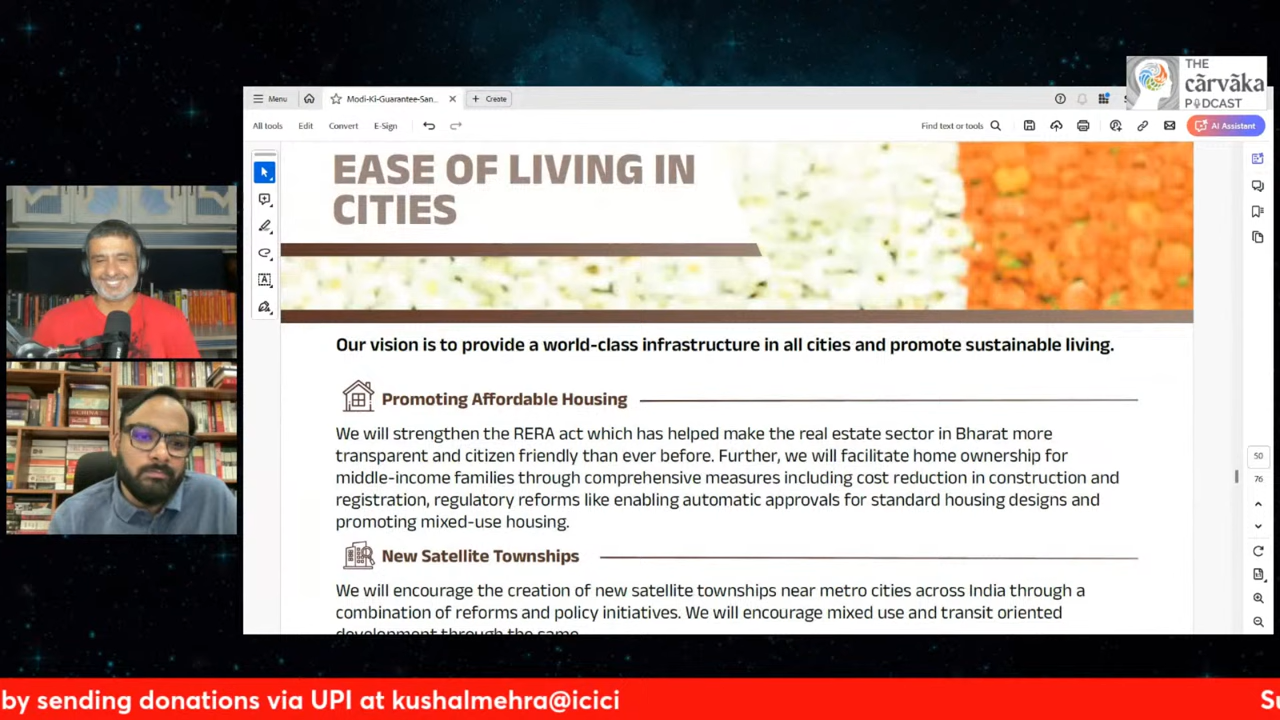 THE
cārvāka
PODCAST
Menu
Modi-Ki-Guarantee-San...
Create
All tools
Edit
Convert
E-Sign
Find text or tools
AI Assistant
EASE OF LIVING IN
CITIES
Our vision is to provide a world-class infrastructure in all cities and promote sustainable living.
Promoting Affordable Housing
We will strengthen the RERA act which has helped make the real estate sector in Bharat more
transparent and citizen friendly than ever before. Further, we will facilitate home ownership for
middle-income families through comprehensive measures including cost reduction in construction and
registration, regulatory reforms like enabling automatic approvals for standard housing designs and
promoting mixed-use housing.
New Satellite Townships
We will encourage the creation of new satellite townships near metro cities across India through a
combination of reforms and policy initiatives. We will encourage mixed use and transit oriented
development through the same.
50
76
by sending donations via UPI at kushalmehra@icici